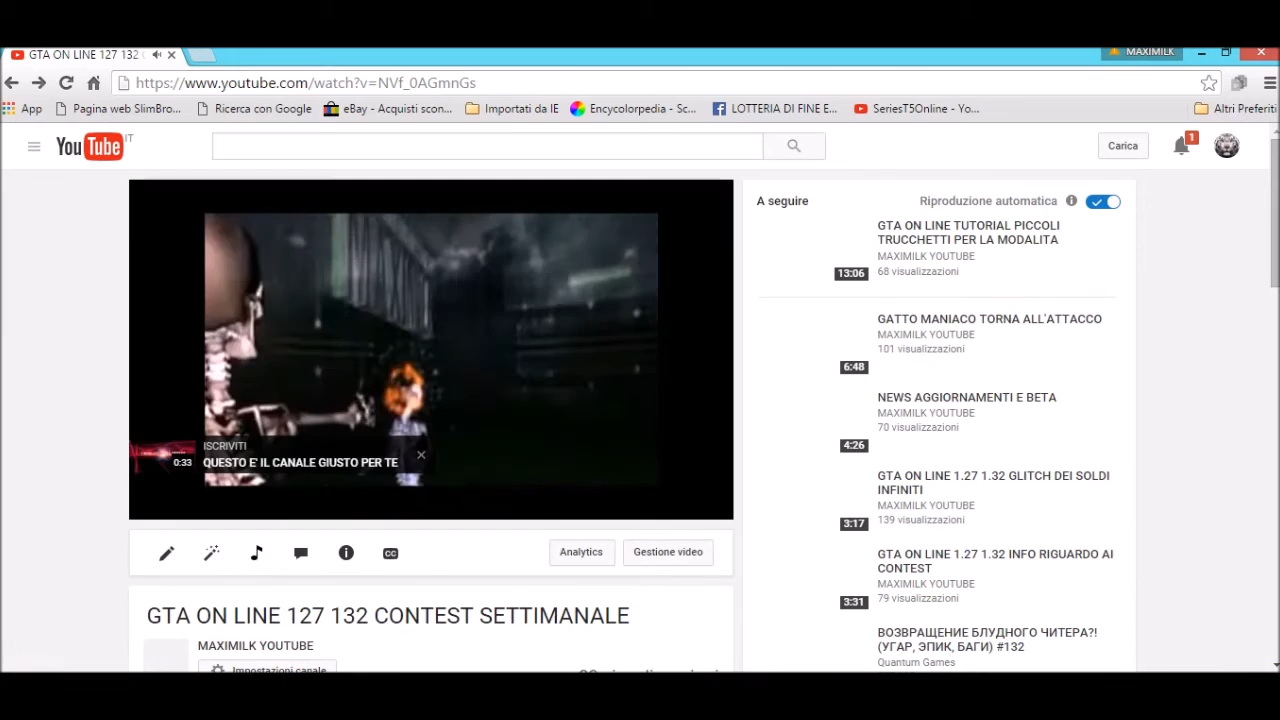 GTA ON LINE 127 132
MAXIMILK
https://www.youtube.com/watch?v=NVf_0AGmnGs
App Pagina web SlimBro... Ricerca con Google eBay - Acquisti scon... Importati da IE Encyclorpedia - Sc... LOTTERIA DI FINE E... SeriesT5Online - Yo... Altri Preferiti
YouTube IT
Carica
1
ISCRIVITI
0:33
QUESTO E' IL CANALE GIUSTO PER TE
Analytics Gestione video
GTA ON LINE 127 132 CONTEST SETTIMANALE
MAXIMILK YOUTUBE
Impostazioni canale
A seguire Riproduzione automatica
GTA ON LINE TUTORIAL PICCOLI
TRUCCHETTI PER LA MODALITA
MAXIMILK YOUTUBE
68 visualizzazioni
13:06
GATTO MANIACO TORNA ALL'ATTACCO
MAXIMILK YOUTUBE
101 visualizzazioni
6:48
NEWS AGGIORNAMENTI E BETA
MAXIMILK YOUTUBE
70 visualizzazioni
4:26
GTA ON LINE 1.27 1.32 GLITCH DEI SOLDI
INFINITI
MAXIMILK YOUTUBE
139 visualizzazioni
3:17
GTA ON LINE 1.27 1.32 INFO RIGUARDO AI
CONTEST
MAXIMILK YOUTUBE
79 visualizzazioni
3:31
ВОЗВРАЩЕНИЕ БЛУДНОГО ЧИТЕРА?!
(УГАР, ЭПИК, БАГИ) #132
Quantum Games